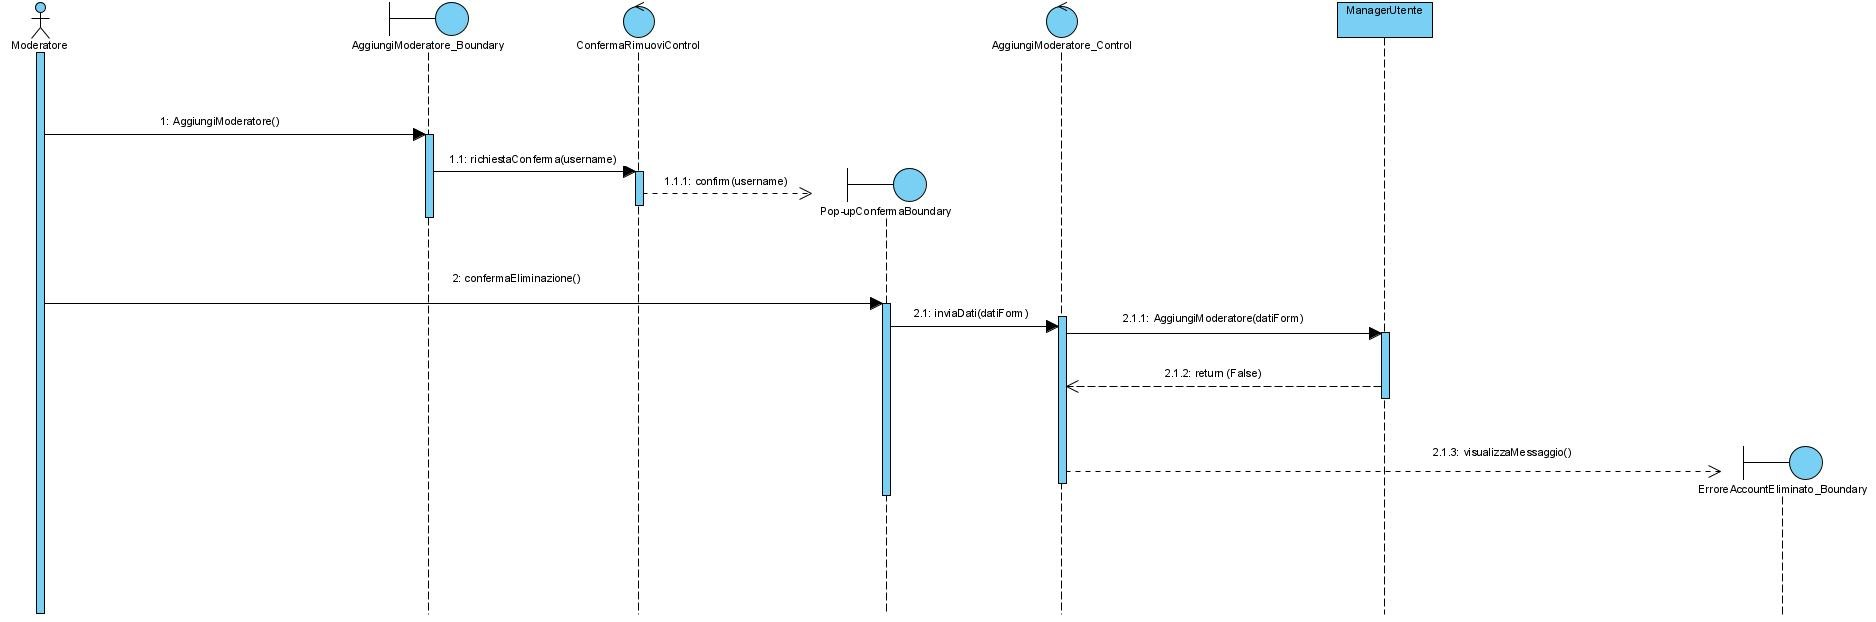 ManagerUtente
Moderatore
AggiungiModeratore_Boundary
ConfermaRimuoviControl
AggiungiModeratore_Control
1: AggiungiModeratore()
1.1: richiestaConferma(username)
1.1.1: confirm(username)
Pop-upConfermaBoundary
2: confermaEliminazione()
2.1: inviaDati(datiForm)
2.1.1: AggiungiModeratore(datiForm)
2.1.2: return (False)
2.1.3: visualizzaMessaggio()
ErroreAccountEliminato_Boundary